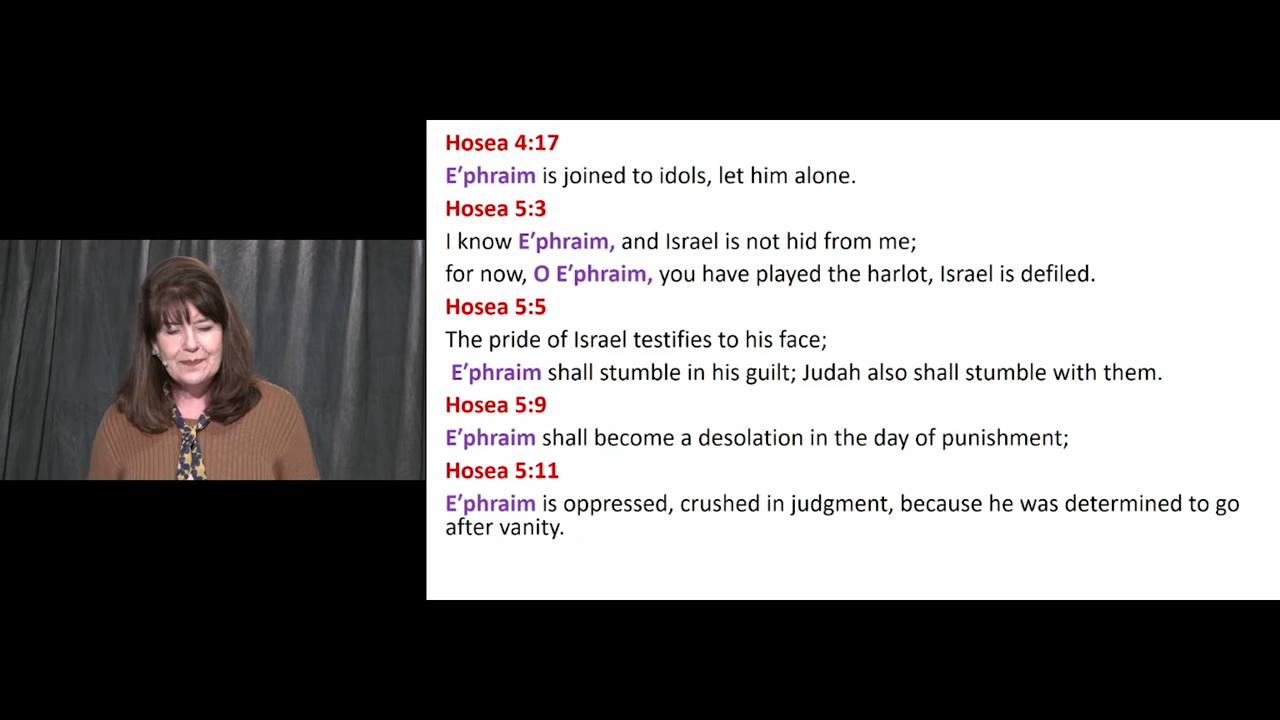 Hosea 4:17
E’phraim is joined to idols, let him alone.
Hosea 5:3
I know E’phraim, and Israel is not hid from me;
for now, O E’phraim, you have played the harlot, Israel is defiled.
Hosea 5:5
The pride of Israel testifies to his face;
E’phraim shall stumble in his guilt; Judah also shall stumble with them.
Hosea 5:9
E’phraim shall become a desolation in the day of punishment;
Hosea 5:11
E’phraim is oppressed, crushed in judgment, because he was determined to go
after vanity.